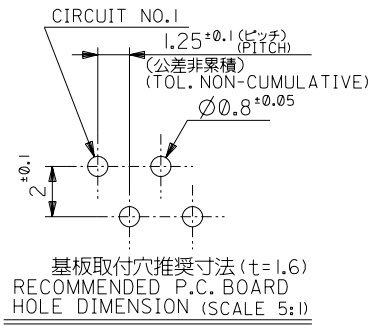 CIRCUIT NO.1
1.25±0.1 (ピッチ)
(PITCH)
(公差非累積)
(TOL. NON-CUMULATIVE)
Ø0.8±0.05
2±0.1
基板取付穴推奨寸法 (t=1.6)
RECOMMENDED P.C. BOARD
HOLE DIMENSION (SCALE 5:1)